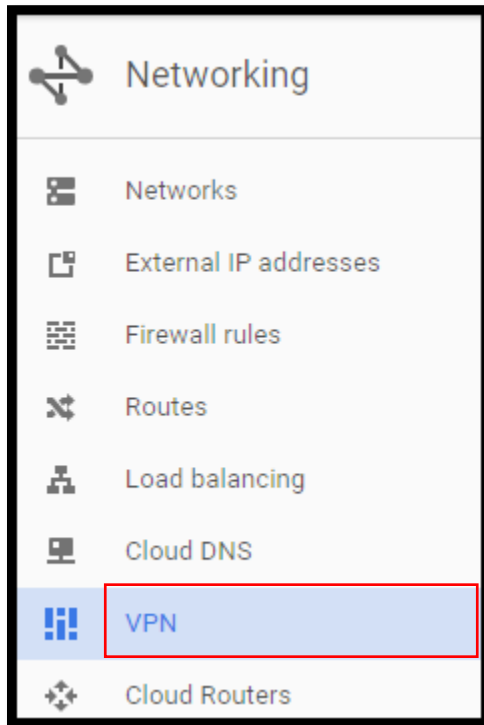 Networking
Networks
External IP addresses
Firewall rules
Routes
Load balancing
Cloud DNS
VPN
Cloud Routers